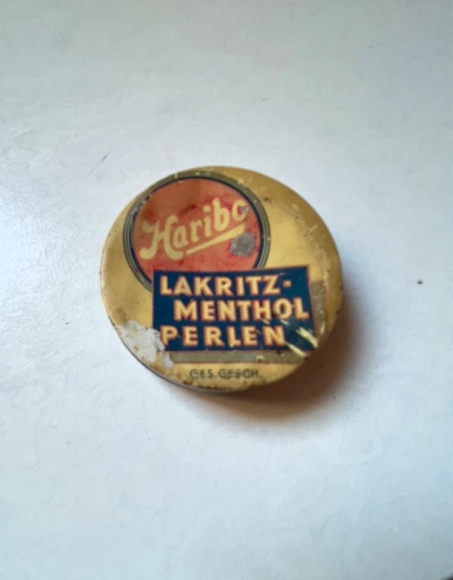 Haribo
LAKRITZ-
MENTHOL
PERLEN
GES. GESCH.